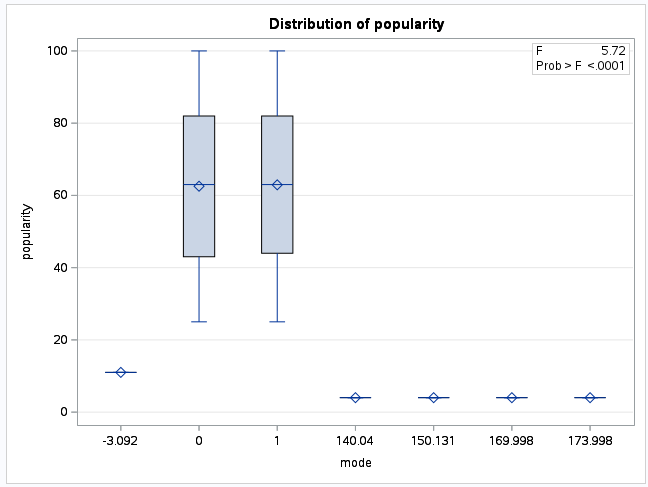 Distribution of popularity
F 5.72
Prob > F <.0001
100
80
60
40
20
0
popularity
-3.092 0 1 140.04 150.131 169.998 173.998
mode